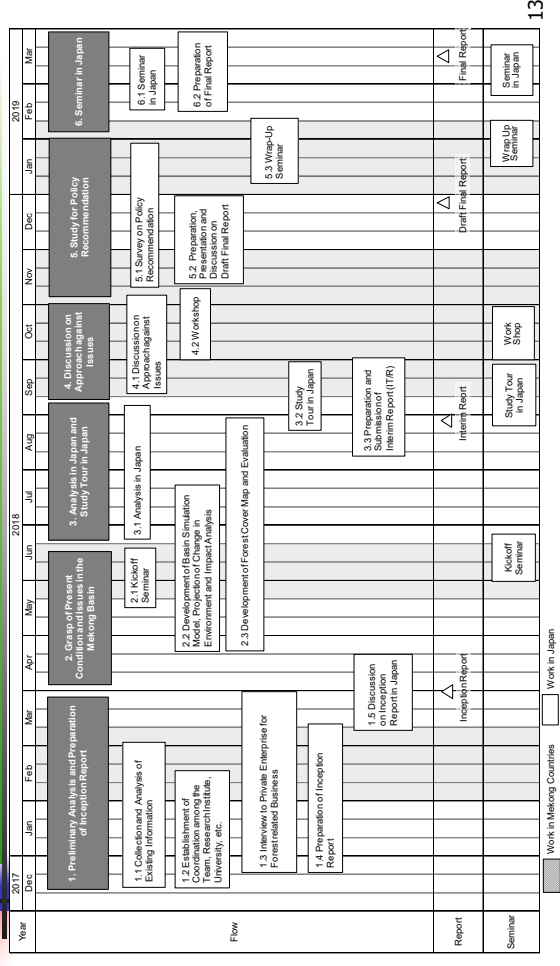 Year
2017
2018
2019
Dec
Jan
Feb
Mar
Apr
May
Jun
Jul
Aug
Sep
Oct
Nov
Dec
Jan
Feb
Mar
Flow
1. Preliminary Analysis and Preparation
of Inception Report
2. Grasp of Present
Condition and Issues in the
Mekong Basin
3. Analysis in Japan and
Study Tour in Japan
4. Discussion on
Approach against
Issues
5. Study for Policy
Recommendation
6. Seminar in Japan
1.1 Collection and Analysis of
Existing Information
1.2 Establishment of
Coordination among the
Team, Research Institute,
University, etc.
1.3 Interview to Private Enterprise for
Forest related Business
1.4 Preparation of Inception
Report
1.5 Discussion
on Inception
Report in Japan
2.1 Kickoff
Seminar
2.2 Development of Basin Simulation
Model, Projection of Change in
Environment and Impact Analysis
2.3 Development of Forest Cover Map and Evaluation
3.1 Analysis in Japan
3.2 Study
Tour in Japan
3.3 Preparation and
Submission of
Interim Report (IT/R)
4.1 Discussion on
Approach against
Issues
4.2 Workshop
5.1 Survey on Policy
Recommendation
5.2 Preparation,
Presentation and
Discussion on
Draft Final Report
5.3 Wrap-Up
Seminar
6.1 Seminar
in Japan
6.2 Preparation
of Final Report
Report
Inception Report
Interim Reort
Draft Final Report
Final Report
Seminar
Kickoff
Seminar
Study Tour
in Japan
Work
Shop
Wrap Up
Seminar
Seminar
in Japan
Work in Mekong Countries
Work in Japan
13